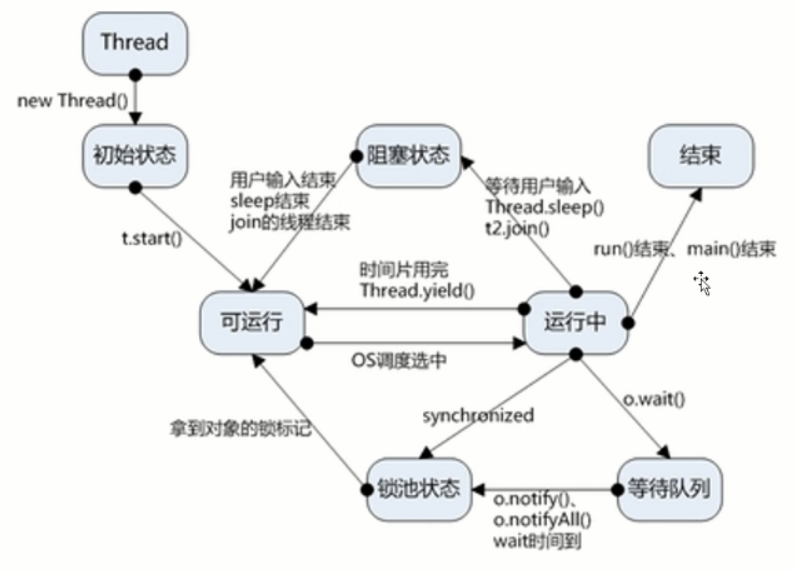 Thread
new Thread()
初始状态
阻塞状态
结束
用户输入结束
sleep结束
join的线程结束
等待用户输入
Thread.sleep()
t2.join()
t.start()
run()结束、main()结束
时间片用完
Thread.yield()
可运行
运行中
OS调度选中
o.wait()
synchronized
拿到对象的锁标记
锁池状态
等待队列
o.notify()、
o.notifyAll()
wait时间到